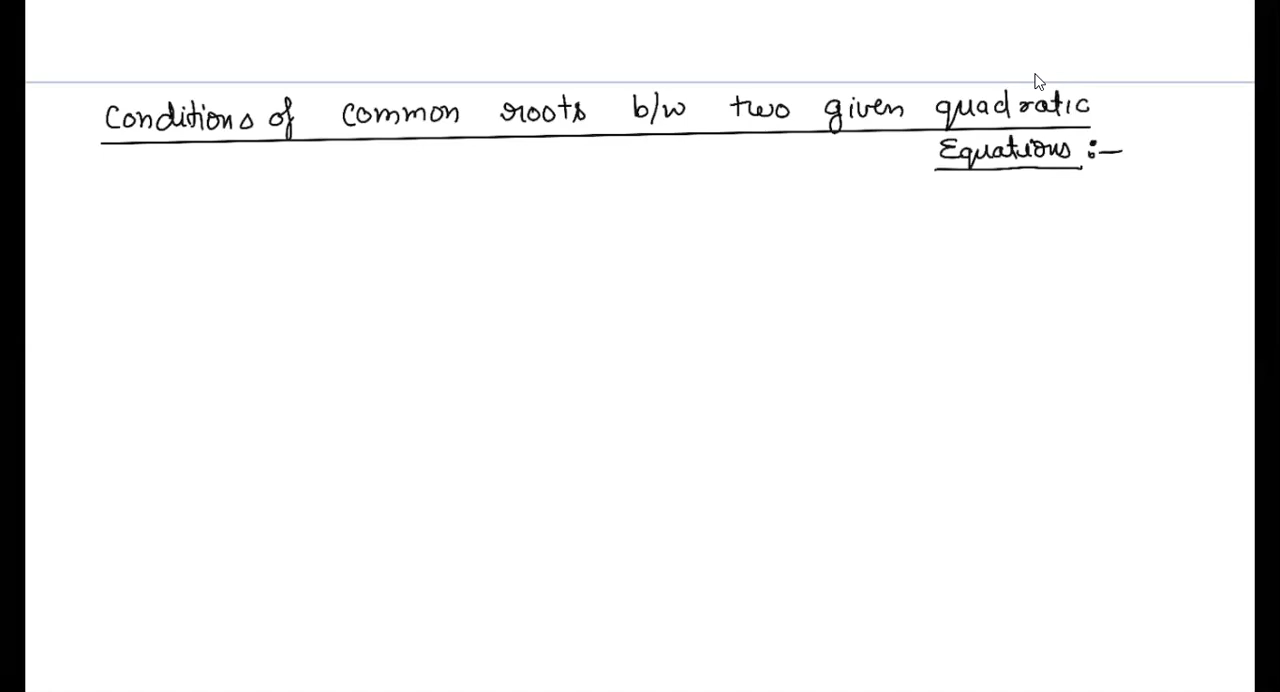 Conditions of common roots b/w two given quadratic
Equations :-